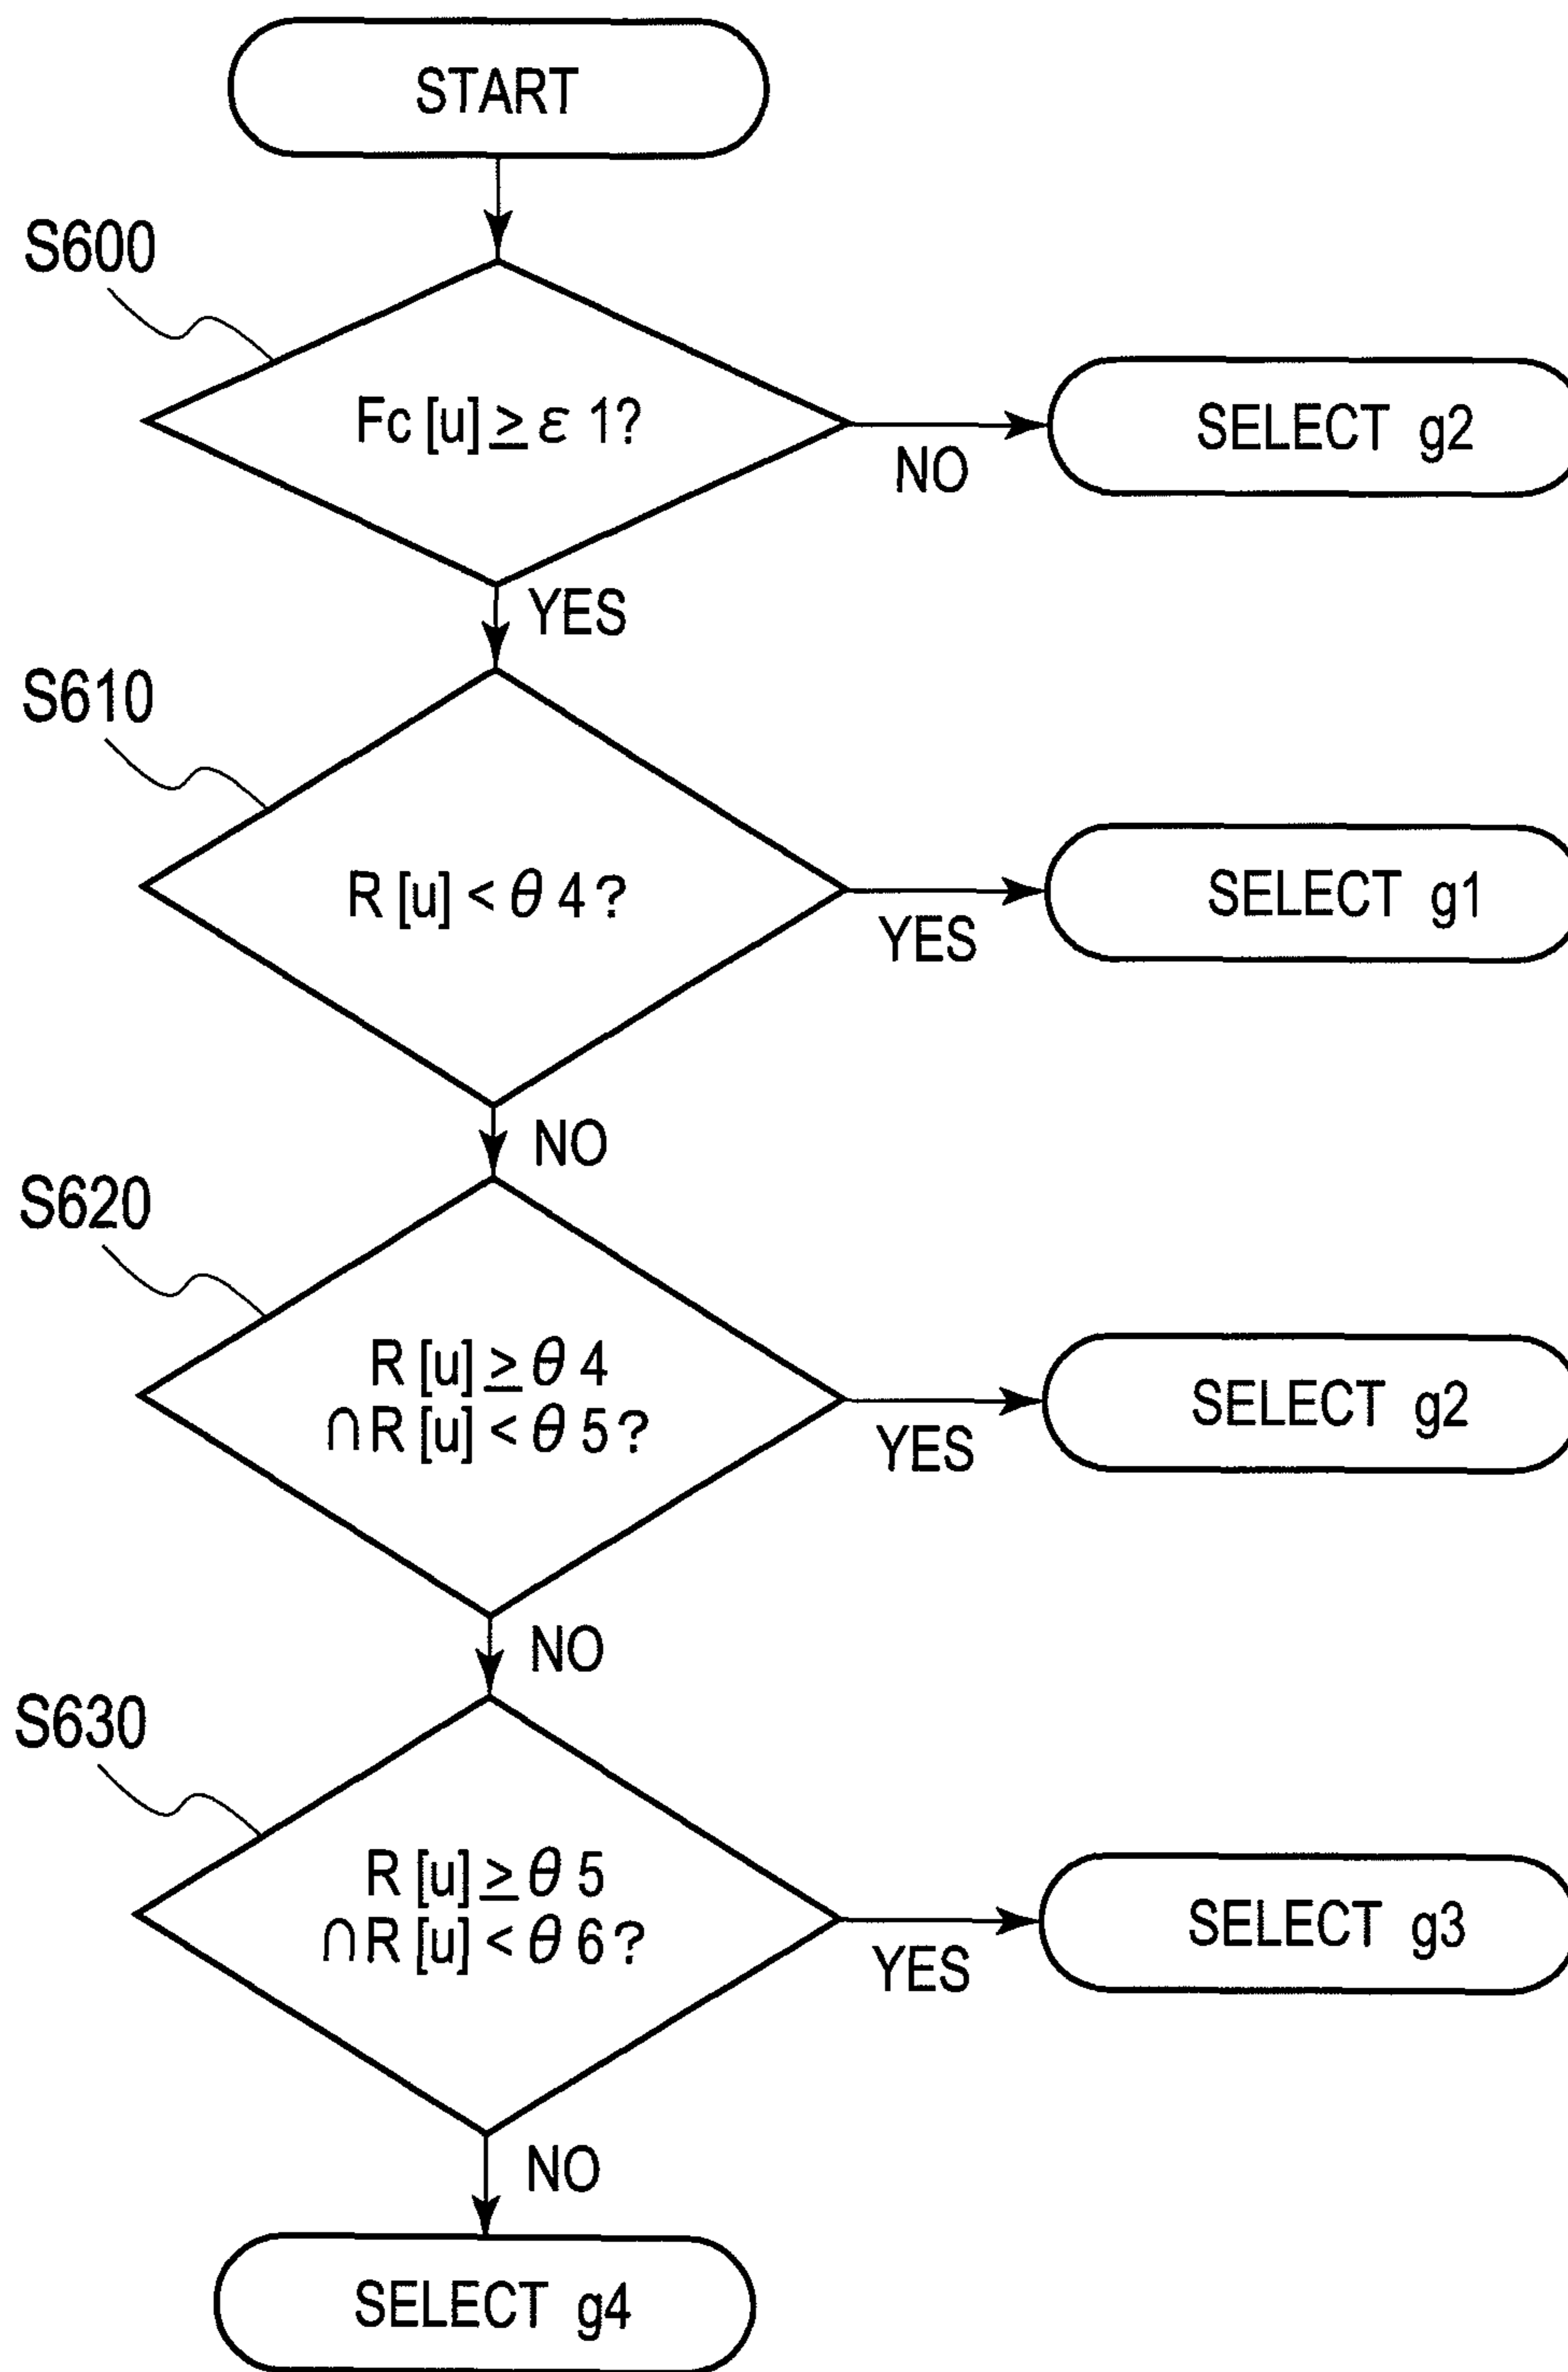 START
S600
Fc [u] ≥ ε 1?
NO
SELECT g2
YES
S610
R [u] < θ 4 ?
YES
SELECT g1
NO
S620
R [u] ≥ θ 4
∩ R [u] < θ 5 ?
YES
SELECT g2
NO
S630
R [u] ≥ θ 5
∩ R [u] < θ 6 ?
YES
SELECT g3
NO
SELECT g4